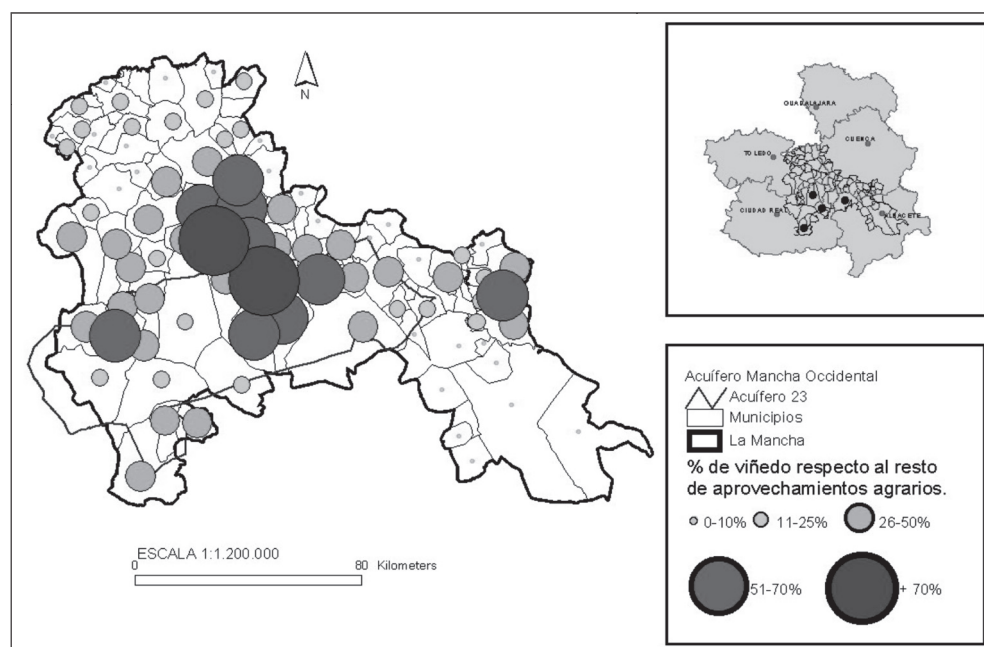 N
ESCALA 1:1.200.000
0 80 Kilometers
GUADALAJARA
CUENCA
TOLEDO
CIUDAD REAL
ALBACETE
Acuífero Mancha Occidental
Acuífero 23
Municipios
La Mancha
% de viñedo respecto al resto
de aprovechamientos agrarios.
0-10% 11-25% 26-50%
51-70% + 70%